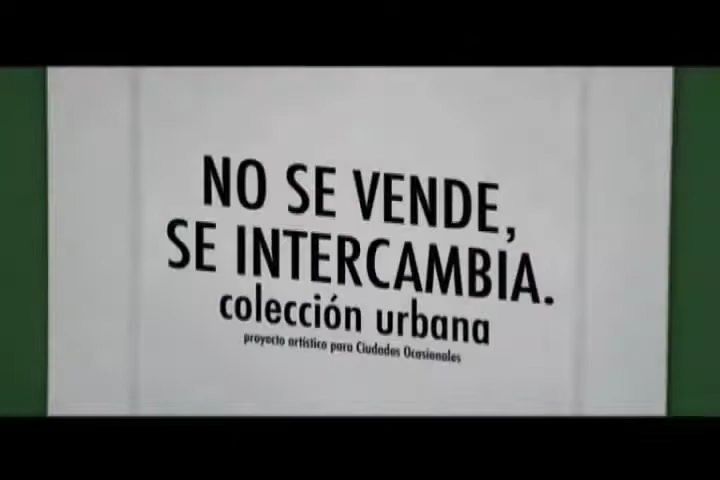 NO SE VENDE,
SE INTERCAMBIA.
colección urbana
proyecto artístico para Ciudades Ocasionales